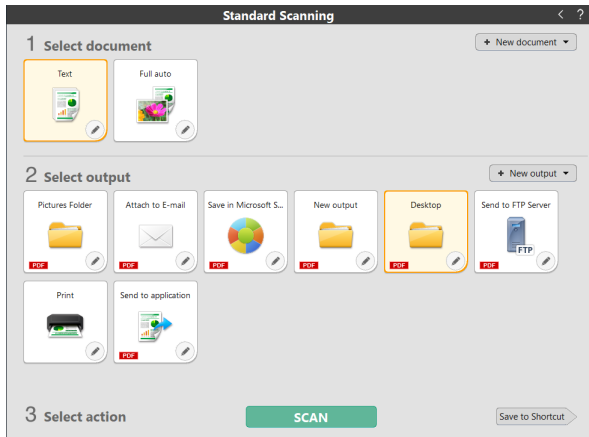 Standard Scanning < ?
1 Select document + New document
Text Full auto
2 Select output + New output
Pictures Folder Attach to E-mail Save in Microsoft S... New output Desktop Send to FTP Server
FTP
PDF PDF PDF PDF PDF PDF
Print Send to application
PDF
3 Select action SCAN Save to Shortcut